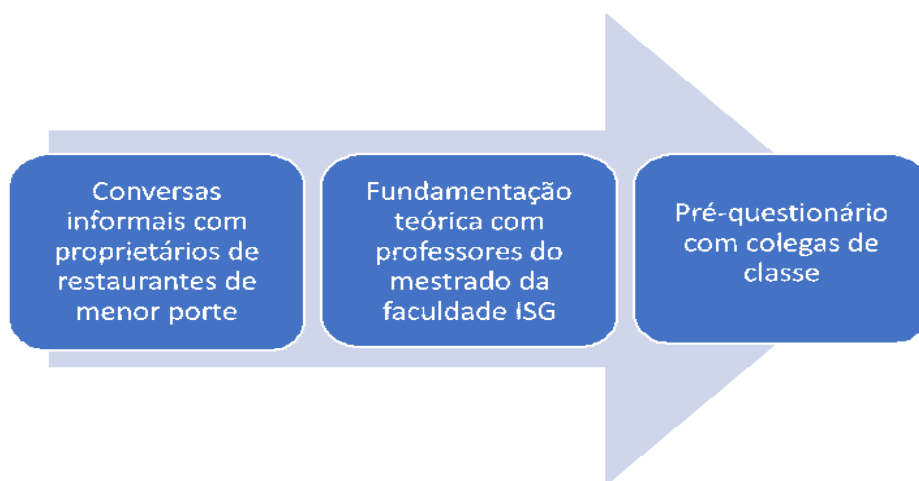 Conversas
informais com
proprietários de
restaurantes de
menor porte
Fundamentação
teórica com
professores do
mestrado da
faculdade ISG
Pré-questionário
com colegas de
classe